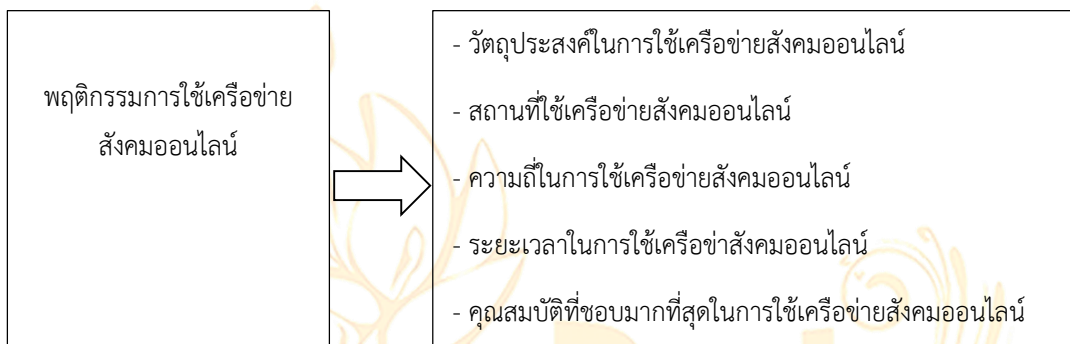 พฤติกรรมการใช้เครือข่าย
สังคมออนไลน์
- วัตถุประสงค์ในการใช้เครือข่ายสังคมออนไลน์
- สถานที่ใช้เครือข่ายสังคมออนไลน์
- ความถี่ในการใช้เครือข่ายสังคมออนไลน์
- ระยะเวลาในการใช้เครือข่าสังคมออนไลน์
- คุณสมบัติที่ชอบมากที่สุดในการใช้เครือข่ายสังคมออนไลน์